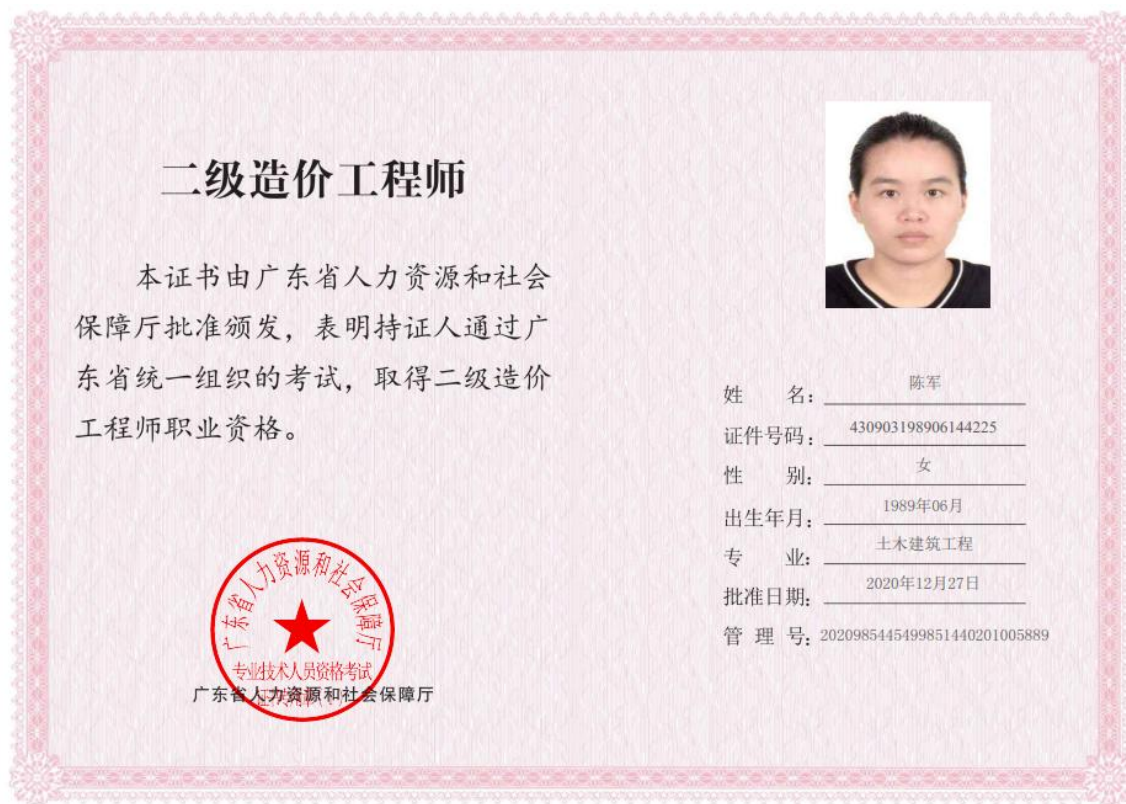 二级造价工程师
本证书由广东省人力资源和社会
保障厅批准颁发，表明持证人通过广
东省统一组织的考试，取得二级造价
工程师职业资格。
广东省人力资源和社会保障厅
专业技术人员资格考试
广东省人力资源和社会保障厅
姓 名：陈军
证件号码：430903198906144225
性 别：女
出生年月：1989年06月
专 业：土木建筑工程
批准日期：2020年12月27日
管 理 号：20209854454998514402010058​89